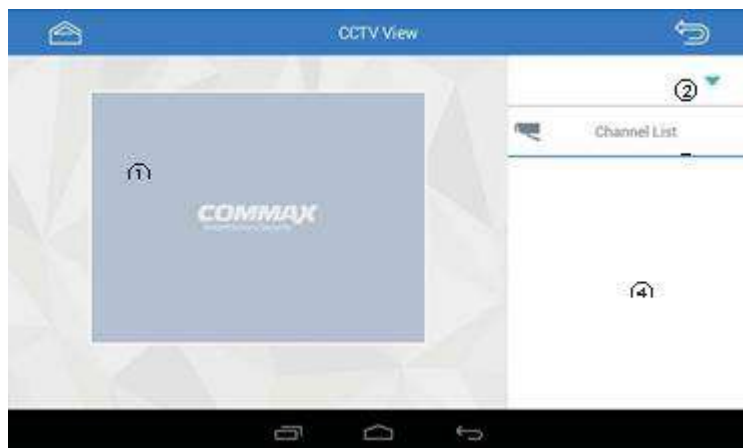 CCTV View
②
Channel List
①
COMMAX
④